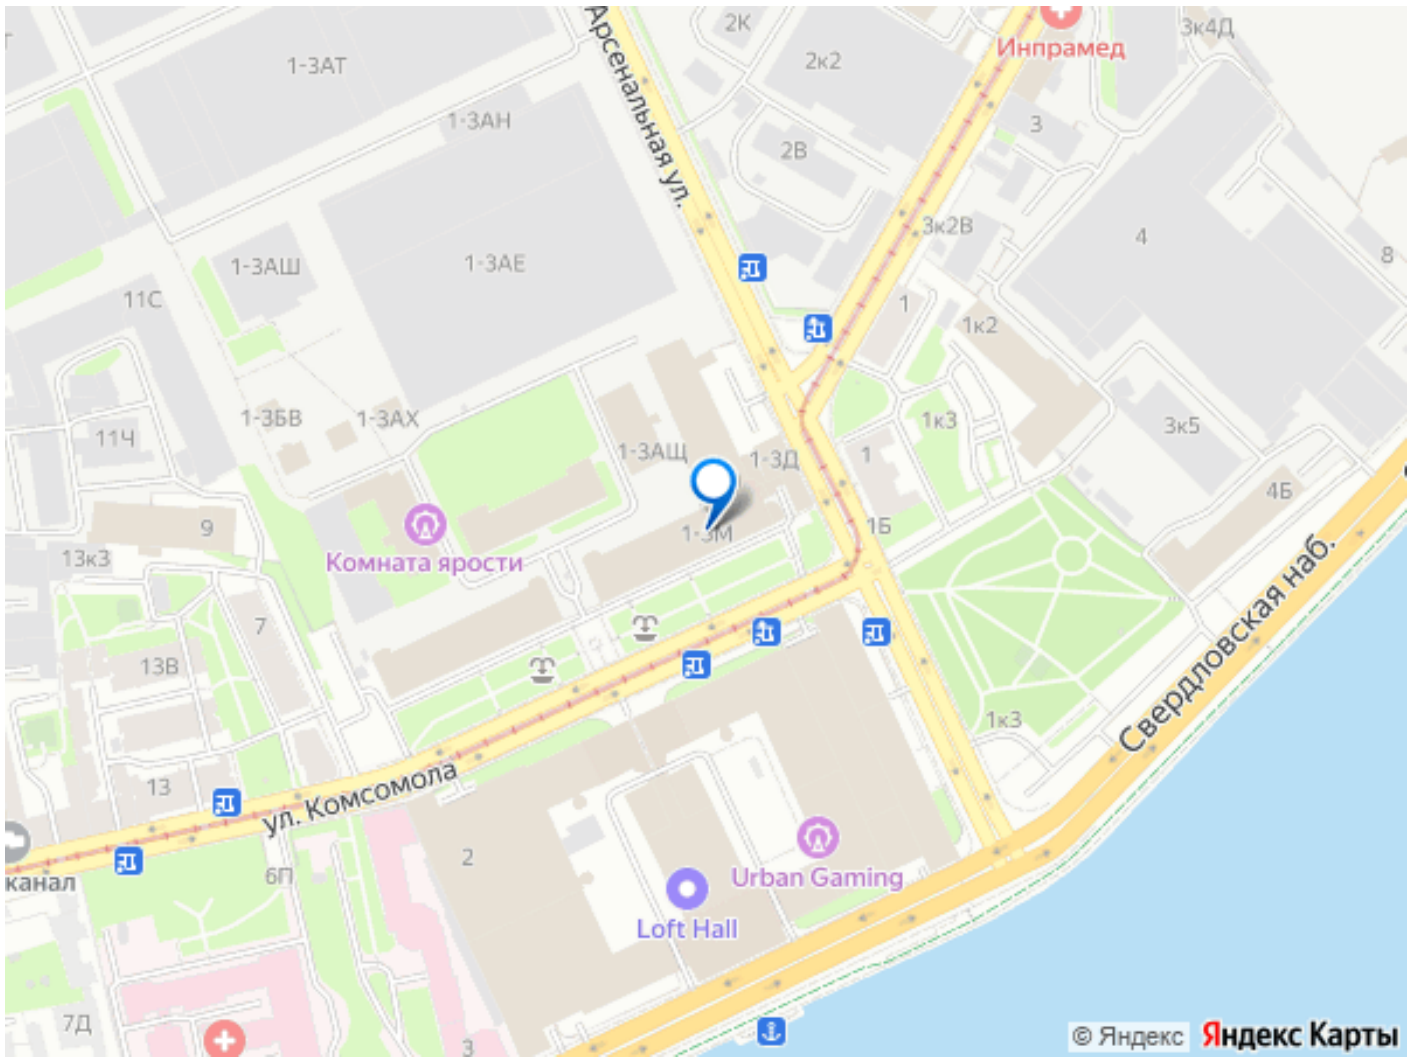 2К
3к4Д
Инпрамед
1-3АТ
2к2
Арсенальная ул.
1-3АН
3
2В
3к2В
4
8
1-3АШ
1-3АЕ
11С
1
1к2
1-3БВ
1-3АХ
1к3
3к5
11Ч
1-3АЩ
1-3Д
1
4Б
9
1Б
1-3М
13к3
Комната ярости
7
13В
Свердловская наб.
1к3
13
ул. Комсомола
2
канал
6П
Urban Gaming
Loft Hall
7Д
3
© Яндекс Яндекс Карты